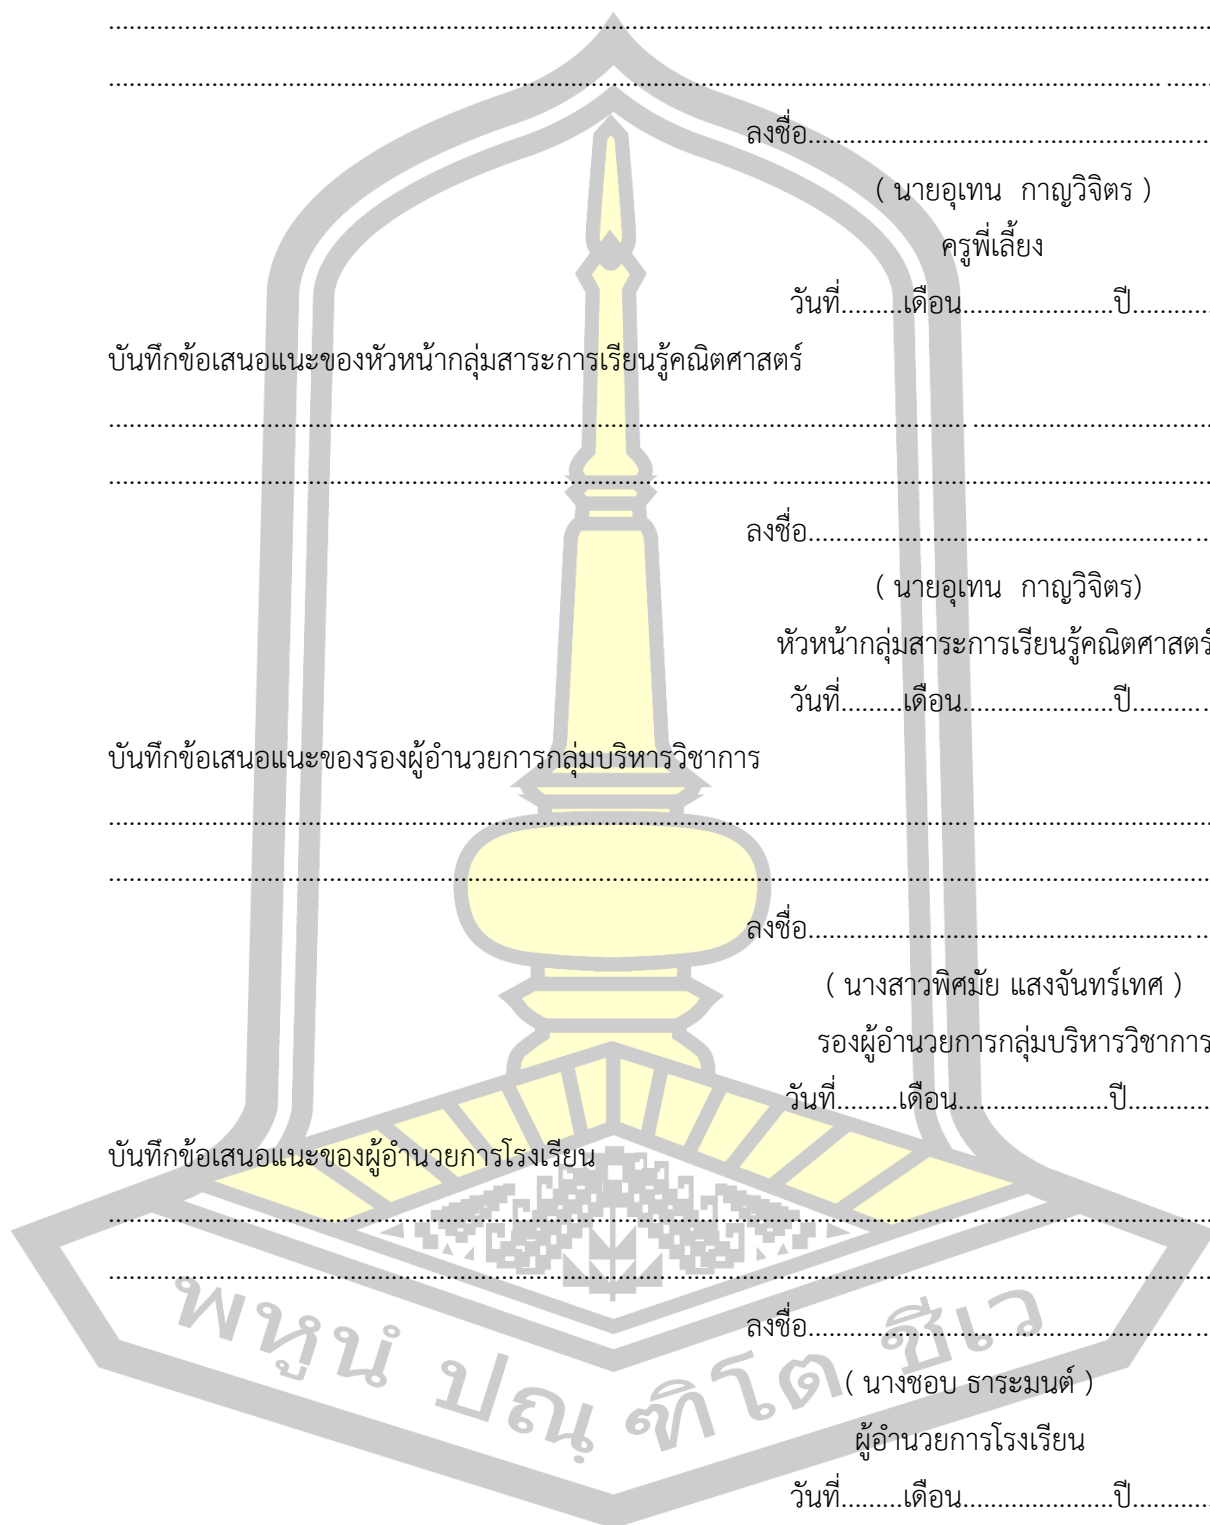 ........................................................................................................................................................
........................................................................................................................................................
ลงชื่อ..........................................................
( นายอุเทน  กาญวิจิตร )
ครูพี่เลี้ยง
วันที่.........เดือน......................ปี............
บันทึกข้อเสนอแนะของหัวหน้ากลุ่มสาระการเรียนรู้คณิตศาสตร์
........................................................................................................................................................
........................................................................................................................................................
ลงชื่อ..........................................................
( นายอุเทน  กาญวิจิตร)
หัวหน้ากลุ่มสาระการเรียนรู้คณิตศาสตร์
วันที่.........เดือน......................ปี............
บันทึกข้อเสนอแนะของรองผู้อำนวยการกลุ่มบริหารวิชาการ
........................................................................................................................................................
........................................................................................................................................................
ลงชื่อ..........................................................
( นางสาวพิศมัย แสงจันทร์เทศ )
รองผู้อำนวยการกลุ่มบริหารวิชาการ
วันที่.........เดือน......................ปี............
บันทึกข้อเสนอแนะของผู้อำนวยการโรงเรียน
........................................................................................................................................................
........................................................................................................................................................
ลงชื่อ..........................................................
( นางชอบ ธาระมนต์ )
ผู้อำนวยการโรงเรียน
วันที่.........เดือน......................ปี............
พหูนํ ปณฺฑิโต ชีเว